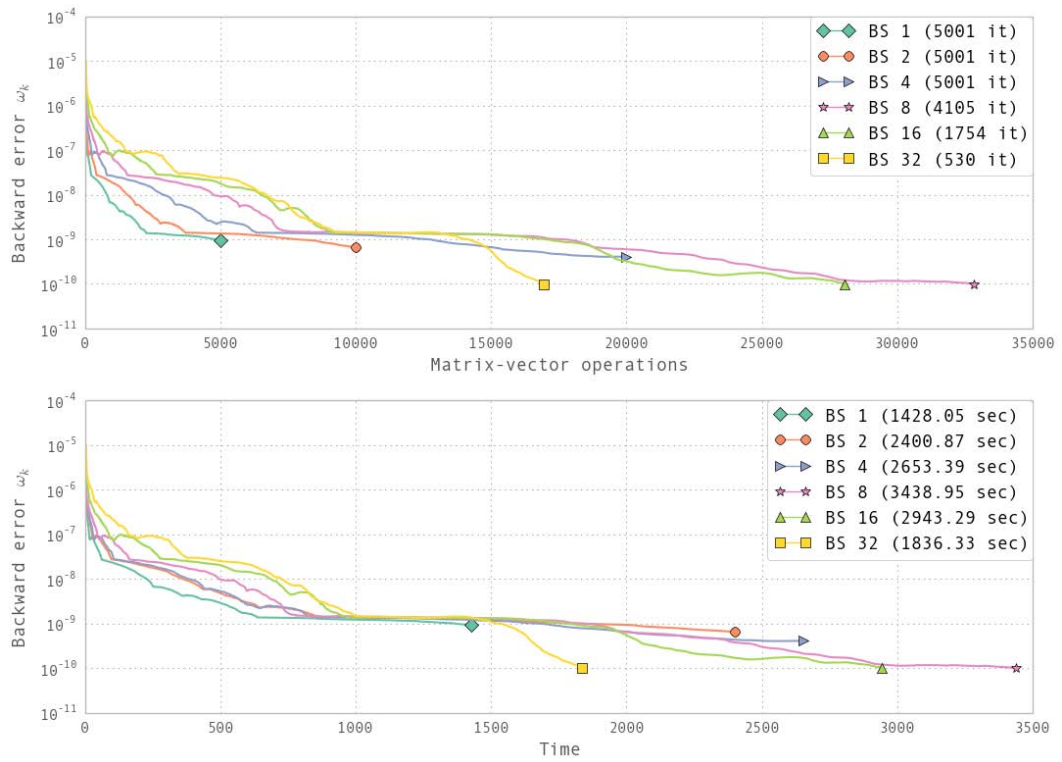 10^-4
10^-5
10^-6
10^-7
10^-8
10^-9
10^-10
10^-11
Backward error ω_k
BS 1 (5001 it)
BS 2 (5001 it)
BS 4 (5001 it)
BS 8 (4105 it)
BS 16 (1754 it)
BS 32 (530 it)
0 5000 10000 15000 20000 25000 30000 35000
Matrix-vector operations
10^-4
10^-5
10^-6
10^-7
10^-8
10^-9
10^-10
10^-11
Backward error ω_k
BS 1 (1428.05 sec)
BS 2 (2400.87 sec)
BS 4 (2653.39 sec)
BS 8 (3438.95 sec)
BS 16 (2943.29 sec)
BS 32 (1836.33 sec)
0 500 1000 1500 2000 2500 3000 3500
Time